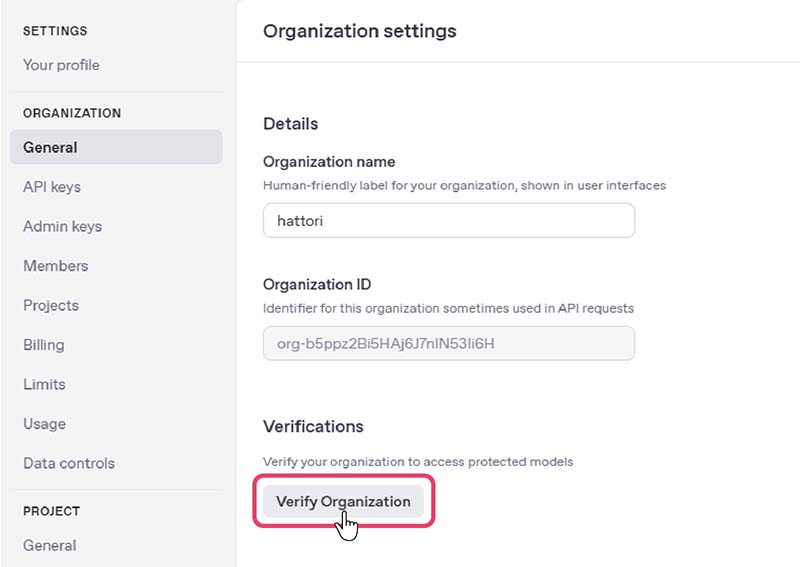 SETTINGS
Your profile
ORGANIZATION
General
API keys
Admin keys
Members
Projects
Billing
Limits
Usage
Data controls
PROJECT
General
Organization settings
Details
Organization name
Human-friendly label for your organization, shown in user interfaces
hattori
Organization ID
Identifier for this organization sometimes used in API requests
org-b5ppz2Bi5HAj6J7nlN53li6H
Verifications
Verify your organization to access protected models
Verify Organization